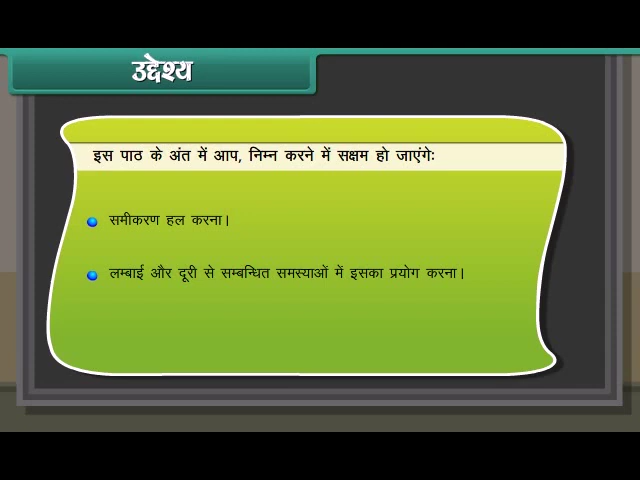 उद्देश्य
इस पाठ के अंत में आप, निम्न करने में सक्षम हो जाएंगेः
समीकरण हल करना।
लम्बाई और दूरी से सम्बन्धित समस्याओं में इसका प्रयोग करना।